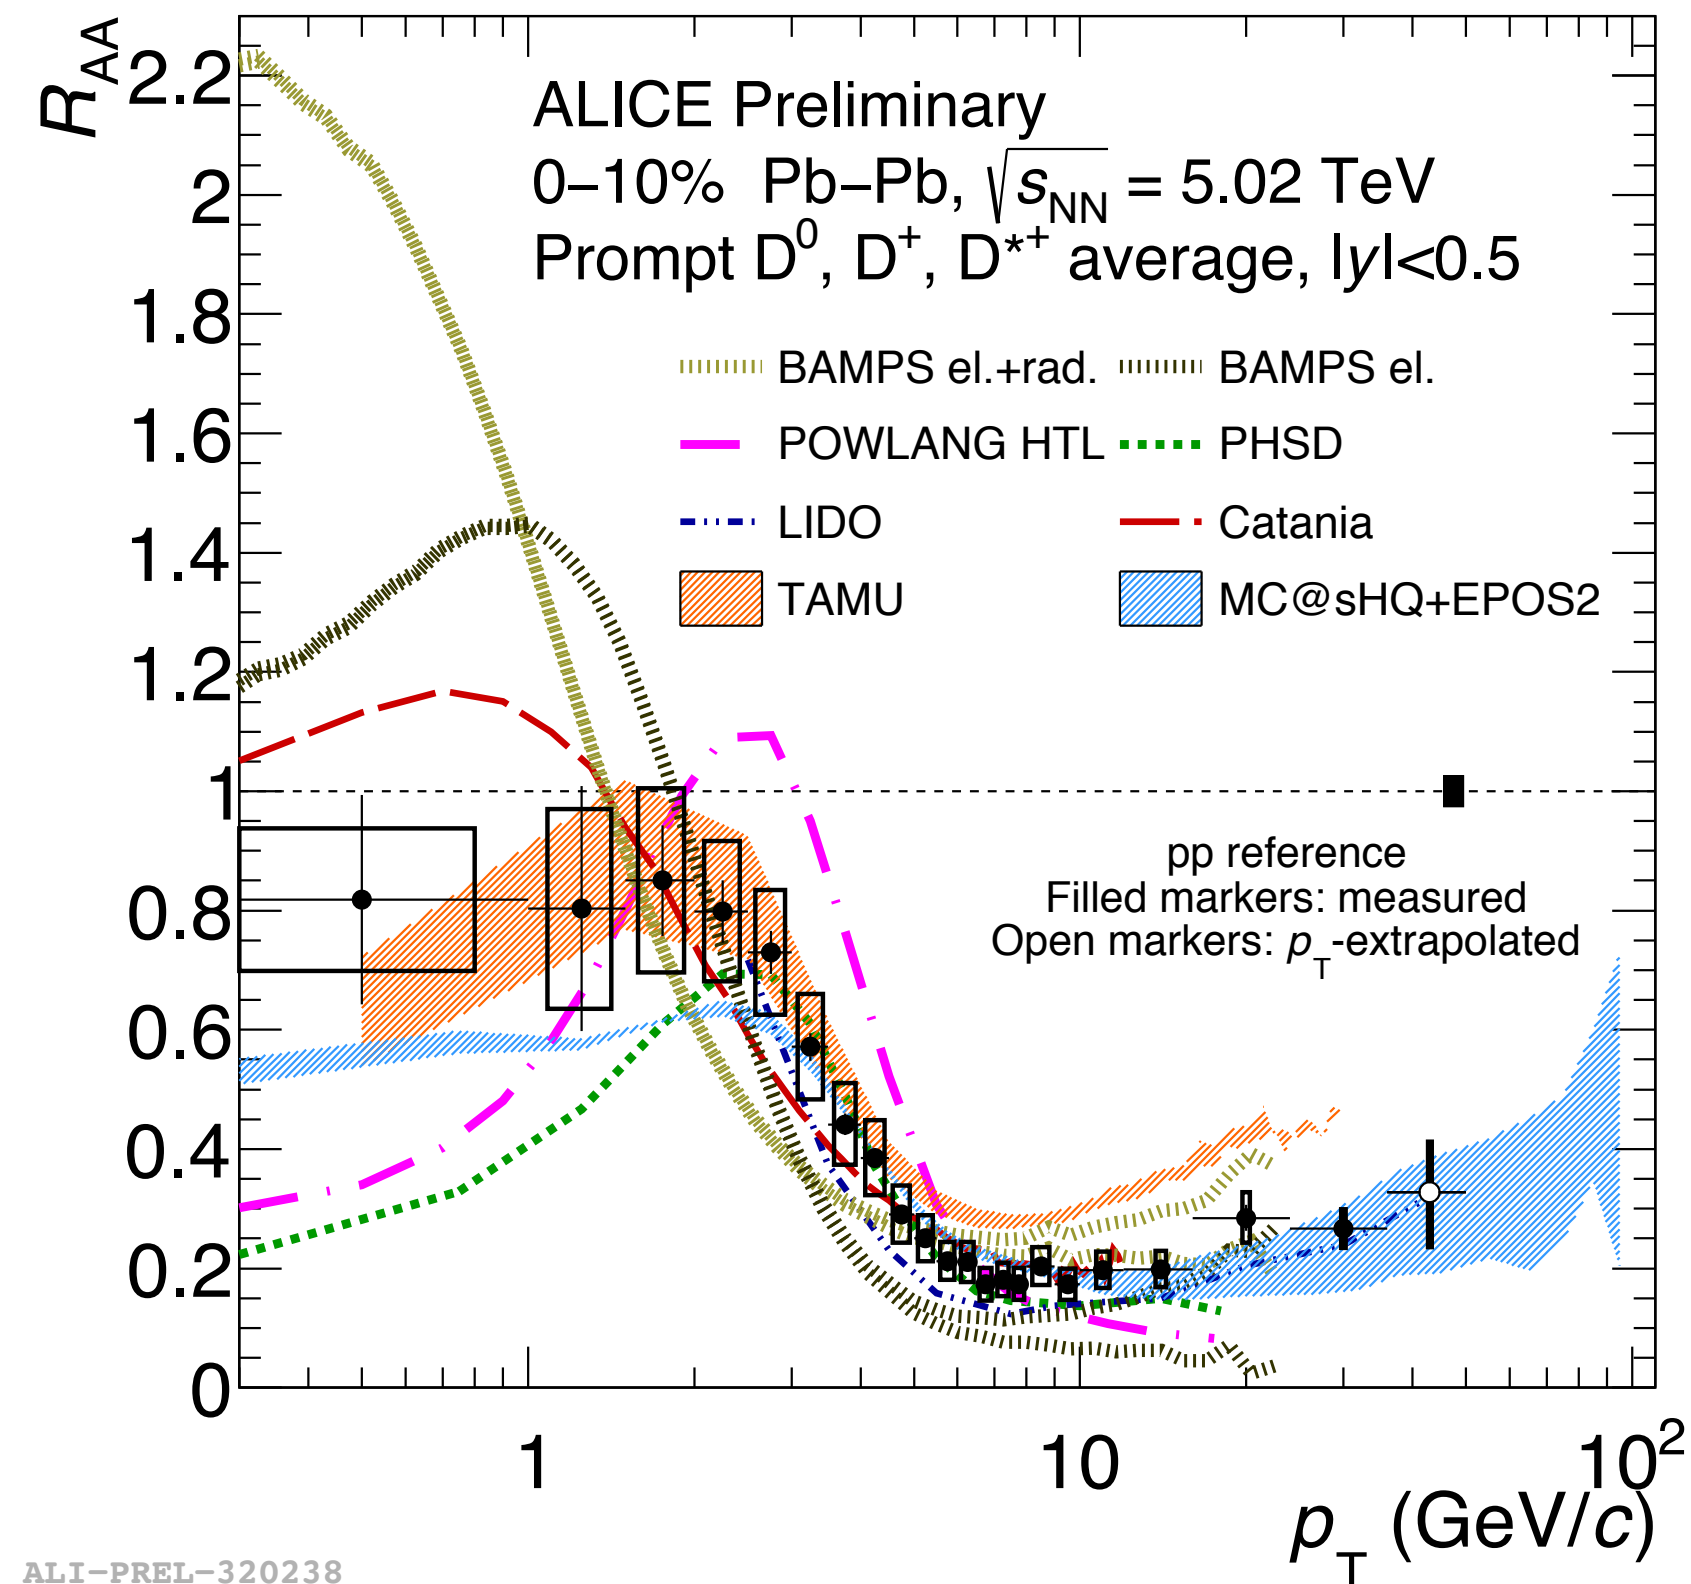 R_AA
ALICE Preliminary
0–10% Pb–Pb, √s_NN = 5.02 TeV
Prompt D⁰, D⁺, D*⁺ average, |y|<0.5
BAMPS el.+rad.
BAMPS el.
POWLANG HTL
PHSD
LIDO
Catania
TAMU
MC@sHQ+EPOS2
pp reference
Filled markers: measured
Open markers: p_T-extrapolated
2.2
2
1.8
1.6
1.4
1.2
1
0.8
0.6
0.4
0.2
0
1
10
10²
p_T (GeV/c)
ALI-PREL-320238